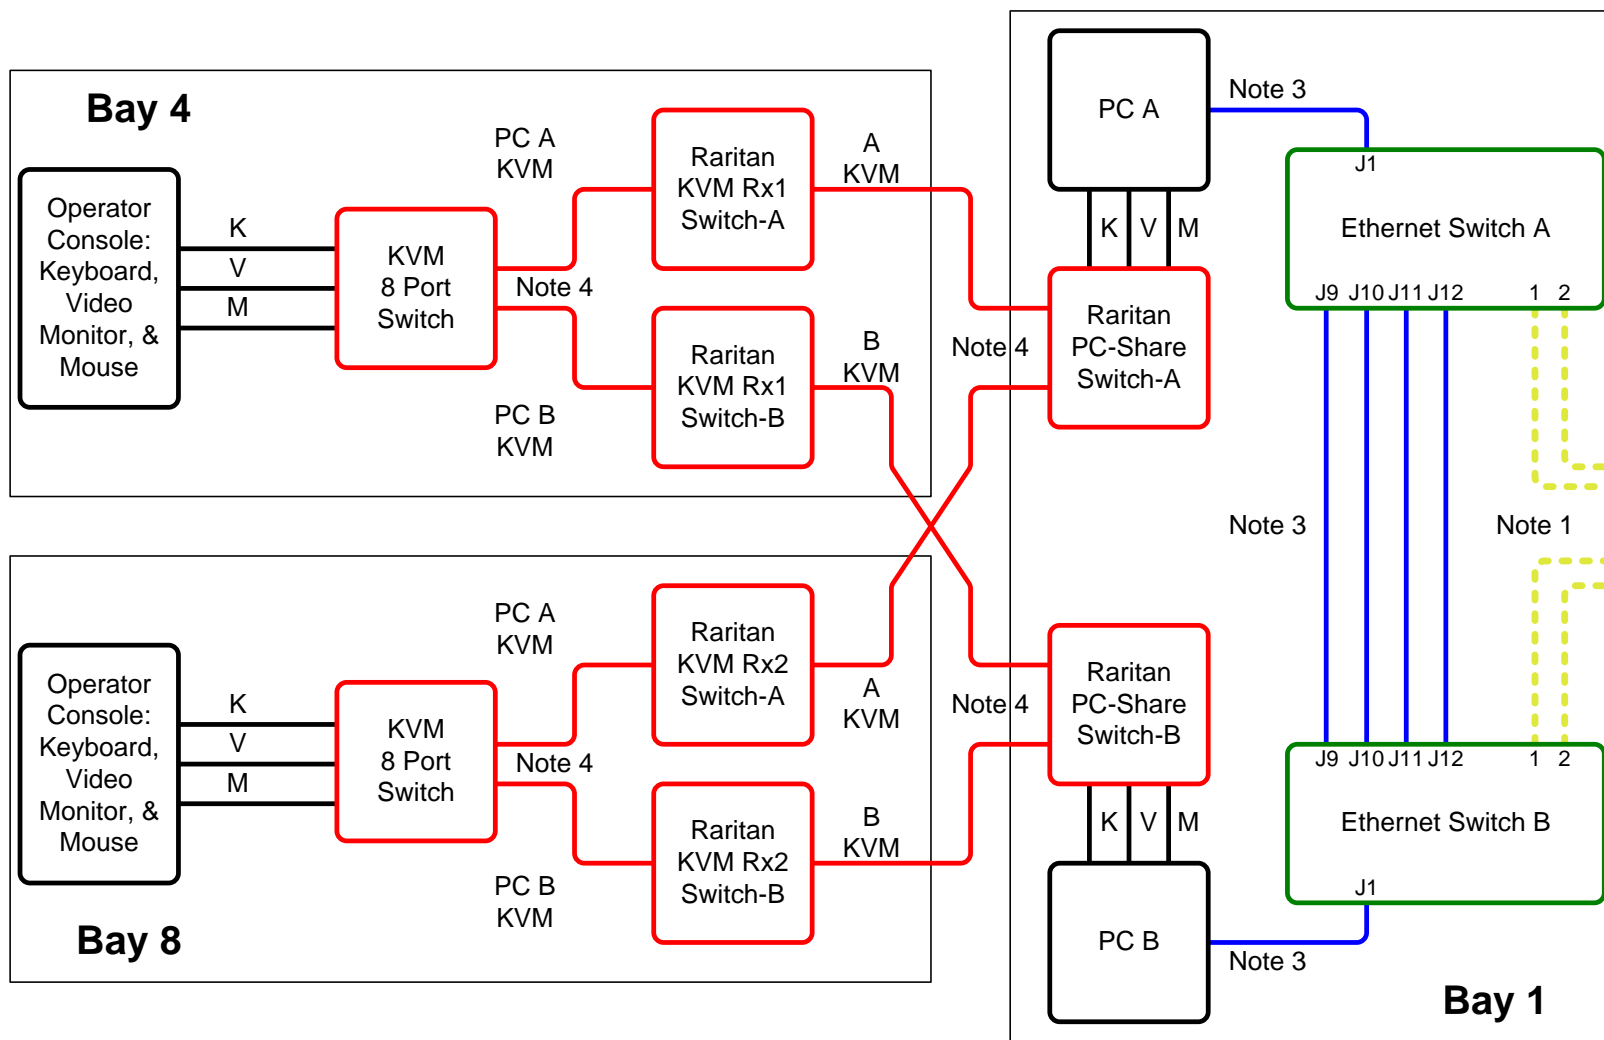 Bay 4
Operator
Console:
Keyboard,
Video
Monitor, &
Mouse
K
V
M
KVM
8 Port
Switch
PC A
KVM
Note 4
PC B
KVM
Raritan
KVM Rx1
Switch-A
Raritan
KVM Rx1
Switch-B
A
KVM
B
KVM
Bay 8
Operator
Console:
Keyboard,
Video
Monitor, &
Mouse
K
V
M
KVM
8 Port
Switch
PC A
KVM
Note 4
PC B
KVM
Raritan
KVM Rx2
Switch-A
Raritan
KVM Rx2
Switch-B
A
KVM
B
KVM
PC A
K V M
Note 4
Raritan
PC-Share
Switch-A
Note 3
J1
Ethernet Switch A
J9 J10 J11 J12 1 2
Note 3
Note 1
Note 4
Raritan
PC-Share
Switch-B
K V M
PC B
J9 J10 J11 J12 1 2
Ethernet Switch B
J1
Note 3
Bay 1